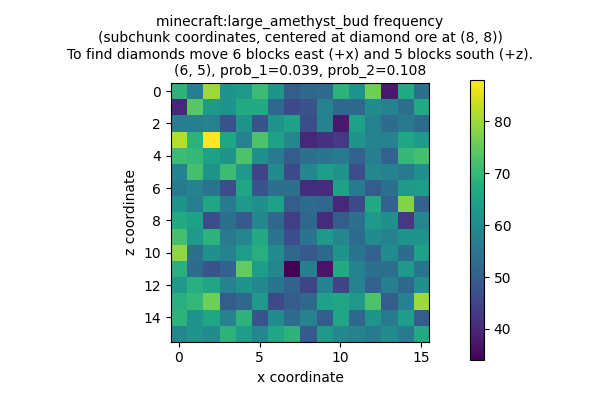 minecraft:large_amethyst_bud frequency
(subchunk coordinates, centered at diamond ore at (8, 8))
To find diamonds move 6 blocks east (+x) and 5 blocks south (+z).
(6, 5), prob_1=0.039, prob_2=0.108
0
2
4
6
8
10
12
14
z coordinate
0
5
10
15
x coordinate
80
70
60
50
40